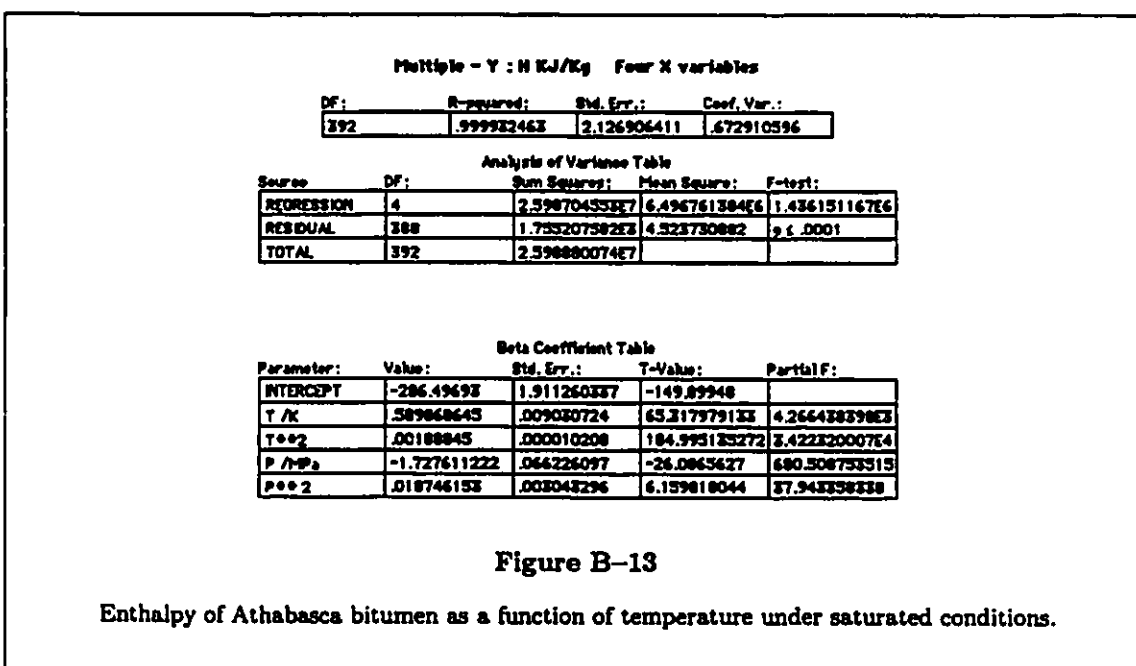 Multiple - Y : H KJ/Kg Four X variables
DF: R-squared: Std. Err.: Coef. Var.:
392 .999932463 2.126906411 .672910596
Analysis of Variance Table
Source DF: Sum Squares: Mean Square: F-test:
REGRESSION 4 2.598704553E7 6.496761384E6 1.436151167E6
RESIDUAL 388 1.755207582E3 4.523730882 p ≤ .0001
TOTAL 392 2.598880074E7
Beta Coefficient Table
Parameter: Value: Std. Err.: T-Value: Partial F:
INTERCEPT -286.49693 1.911260337 -149.89948
T /K .589868645 .009030724 65.317979133 4.266438398E3
T**2 .00188845 .000010208 184.995135272 3.422320007E4
P /MPa -1.727611222 .066226097 -26.0865627 680.508753515
P**2 .018746153 .003043296 6.159818044 37.943358338
Figure B–13
Enthalpy of Athabasca bitumen as a function of temperature under saturated conditions.